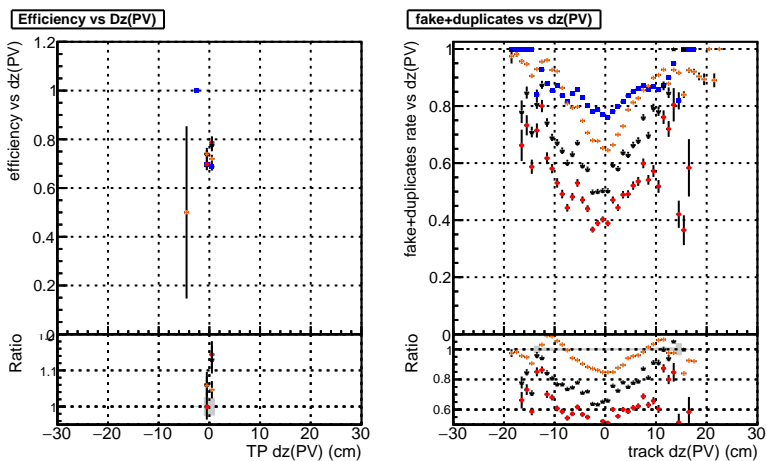 Efficiency vs Dz(PV)
efficiency vs dz(PV)
1.2
1
0.8
0.6
0.4
0.2
0
Ratio
1.2
1.1
1
−30 −20 −10 0 10 20 30
TP dz(PV) (cm)
fake+duplicates vs dz(PV)
fake+duplicates rate vs dz(PV)
1
0.8
0.6
0.4
0.2
0
Ratio
1
0.8
0.6
−30 −20 −10 0 10 20 30
track dz(PV) (cm)